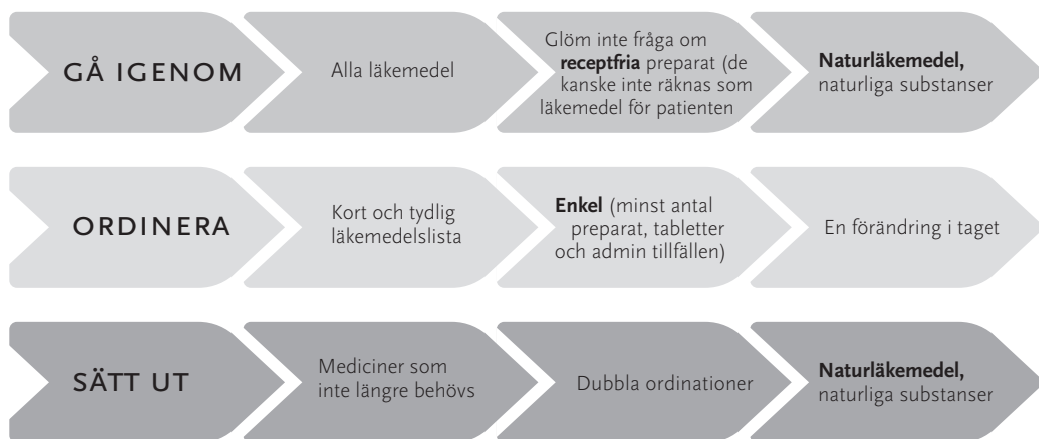 GÅ IGENOM
Alla läkemedel
Glöm inte fråga om
receptfria preparat (de
kanske inte räknas som
läkemedel för patienten
Naturläkemedel,
naturliga substanser
ORDINERA
Kort och tydlig
läkemedelslista
Enkel (minst antal
preparat, tabletter
och admin tillfällen)
En förändring i taget
SÄTT UT
Mediciner som
inte längre behövs
Dubbla ordinationer
Naturläkemedel,
naturliga substanser